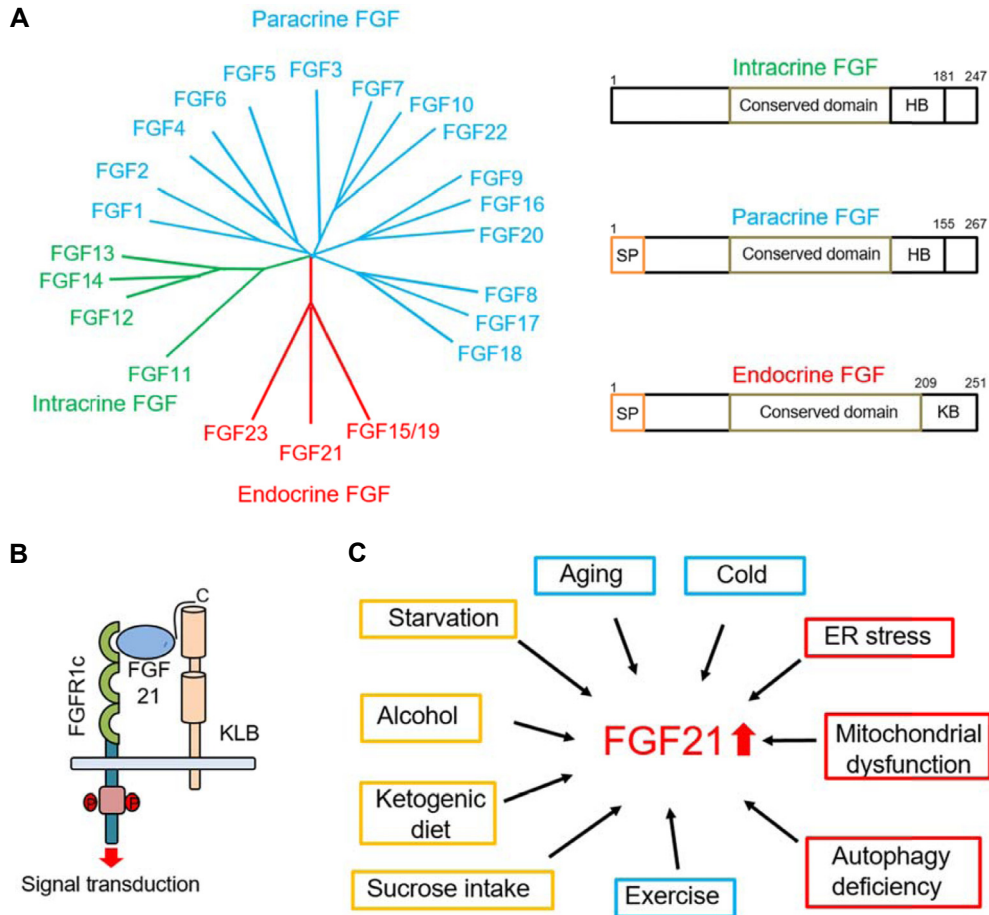 A
Paracrine FGF
FGF5
FGF3
FGF7
FGF6
FGF10
FGF4
FGF22
FGF2
FGF9
FGF1
FGF16
FGF20
FGF13
FGF14
FGF12
FGF8
FGF17
FGF18
FGF11
Intracrine FGF
FGF23
FGF21
FGF15/19
Endocrine FGF
Intracrine FGF
1
181
247
Conserved domain
HB
Paracrine FGF
1
155
267
SP
Conserved domain
HB
Endocrine FGF
1
209
251
SP
Conserved domain
KB
B
C
FGF
21
FGFR1c
KLB
P
P
Signal transduction
C
Aging
Cold
Starvation
ER stress
Alcohol
FGF21
Mitochondrial
dysfunction
Ketogenic
diet
Autophagy
deficiency
Sucrose intake
Exercise